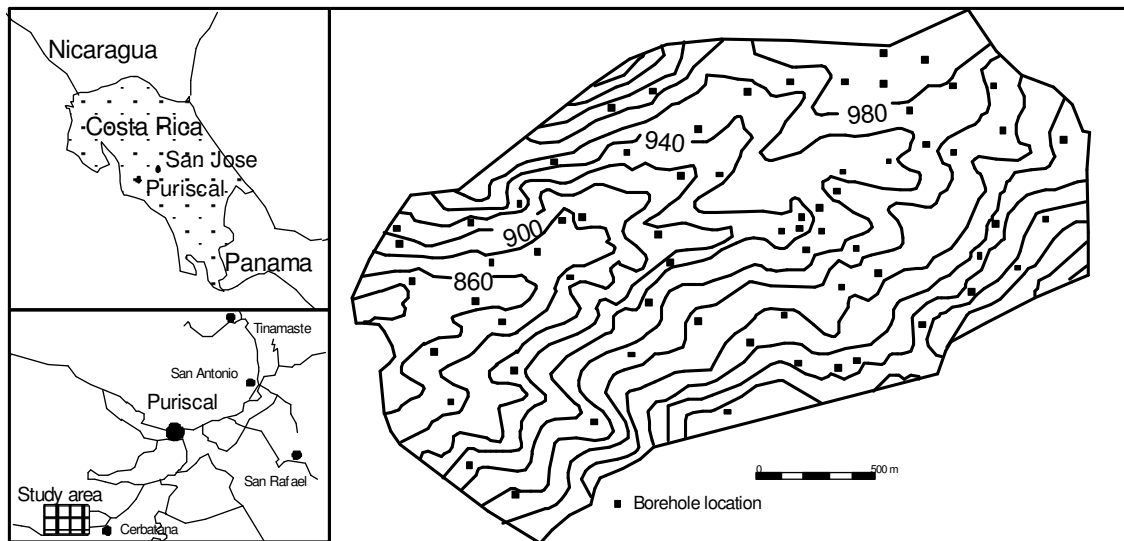 Nicaragua
Costa Rica
San Jose
Puriscal
Panama
Tinamaste
San Antonio
Puriscal
San Rafael
Study area
Cerbatana
980
940
900
860
0 500 m
Borehole location